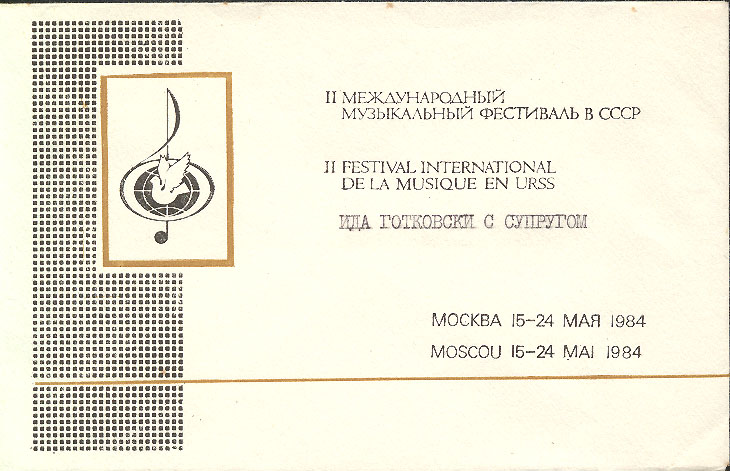 II МЕЖДУНАРОДНЫЙ
МУЗЫКАЛЬНЫЙ ФЕСТИВАЛЬ В СССР
II FESTIVAL INTERNATIONAL
DE LA MUSIQUE EN URSS
ИДА ГОТКОВСКИ С СУПРУГОМ
МОСКВА 15-24 МАЯ 1984
MOSCOU 15-24 MAI 1984